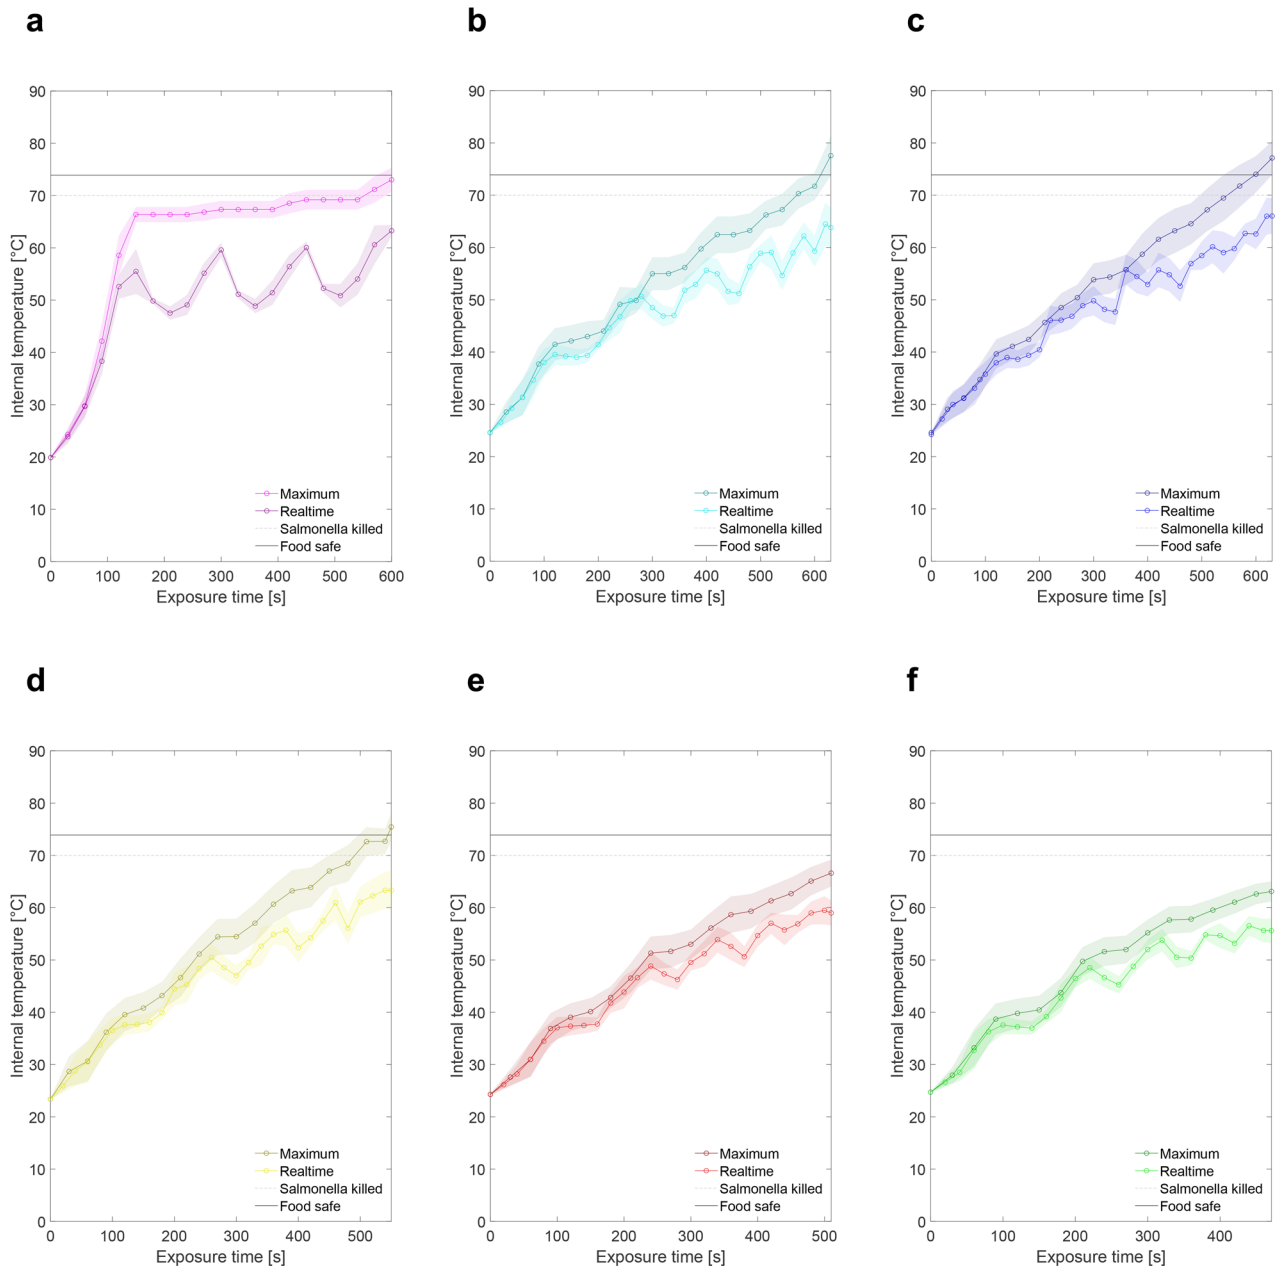 a
b
c
90
80
70
60
50
40
30
20
10
0
Internal temperature [°C]
Maximum
Realtime
Salmonella killed
Food safe
0 100 200 300 400 500 600
Exposure time [s]
90
80
70
60
50
40
30
20
10
0
Internal temperature [°C]
Maximum
Realtime
Salmonella killed
Food safe
0 100 200 300 400 500 600
Exposure time [s]
90
80
70
60
50
40
30
20
10
0
Internal temperature [°C]
Maximum
Realtime
Salmonella killed
Food safe
0 100 200 300 400 500 600
Exposure time [s]
d
e
f
90
80
70
60
50
40
30
20
10
0
Internal temperature [°C]
Maximum
Realtime
Salmonella killed
Food safe
0 100 200 300 400 500
Exposure time [s]
90
80
70
60
50
40
30
20
10
0
Internal temperature [°C]
Maximum
Realtime
Salmonella killed
Food safe
0 100 200 300 400 500
Exposure time [s]
90
80
70
60
50
40
30
20
10
0
Internal temperature [°C]
Maximum
Realtime
Salmonella killed
Food safe
0 100 200 300 400
Exposure time [s]